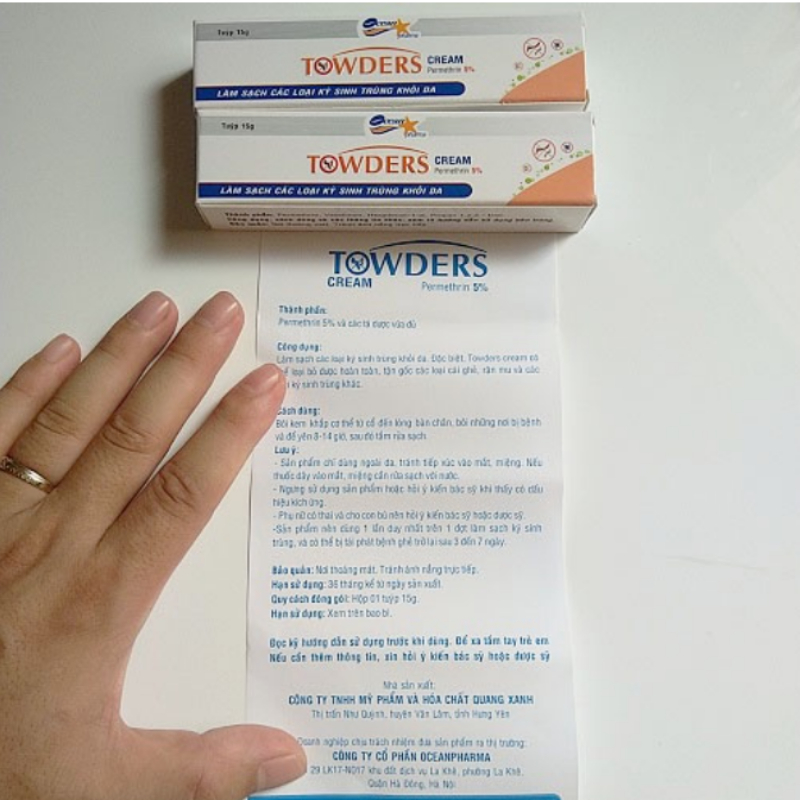 Tuýp 15g
TOWDERS CREAM
Permethrin 5%
LÀM SẠCH CÁC LOẠI KÝ SINH TRÙNG KHỎI DA
Tuýp 15g
TOWDERS CREAM
Permethrin 5%
LÀM SẠCH CÁC LOẠI KÝ SINH TRÙNG KHỎI DA
Thành phần: Permethrin
TOWDERS
CREAM Permethrin 5%
Thành phần:
Permethrin 5% và các tá dược vừa đủ
Công dụng:
Làm sạch các loại ký sinh trùng khỏi da. Đặc biệt, Towders cream có
loại bỏ được hoàn toàn, tận gốc các loại cái ghẻ, rận mu và các
ký sinh trùng khác.
Cách dùng:
Bôi kem khắp cơ thể từ cổ đến lòng bàn chân, bôi những nơi bị bệnh
và để yên 8-14 giờ, sau đó tắm rửa sạch.
Lưu ý:
- Sản phẩm chỉ dùng ngoài da, tránh tiếp xúc vào mắt, miệng. Nếu
thuốc dây vào mắt, miệng cần rửa sạch với nước.
- Ngưng sử dụng sản phẩm hoặc hỏi ý kiến bác sỹ khi thấy có dấu
hiệu kích ứng.
- Phụ nữ có thai và cho con bú nên hỏi ý kiến bác sỹ hoặc dược sỹ.
-Sản phẩm nên dùng 1 lần duy nhất trên 1 đợt làm sạch ký sinh
trùng, và có thể bị tái phát bệnh ghẻ trở lại sau 3 đến 7 ngày.
Bảo quản: Nơi thoáng mát. Tránh ánh nắng trực tiếp.
Hạn sử dụng: 36 tháng kể từ ngày sản xuất.
Quy cách đóng gói: Hộp 01 tuýp 15g.
Hạn sử dụng: Xem trên bao bì.
Đọc kỹ hướng dẫn sử dụng trước khi dùng. Để xa tầm tay trẻ em
Nếu cần thêm thông tin, xin hỏi ý kiến bác sỹ hoặc dược sỹ
Nhà sản xuất:
CÔNG TY TNHH MỸ PHẨM VÀ HÓA CHẤT QUANG XANH
Thị trấn Như Quỳnh, huyện Văn Lâm, tỉnh Hưng Yên
Doanh nghiệp chịu trách nhiệm đưa sản phẩm ra thị trường:
CÔNG TY CỔ PHẦN OCEANPHARMA
29 LK17-NO17 khu đất dịch vụ La Khê, phường La Khê,
Quận Hà Đông, Hà Nội